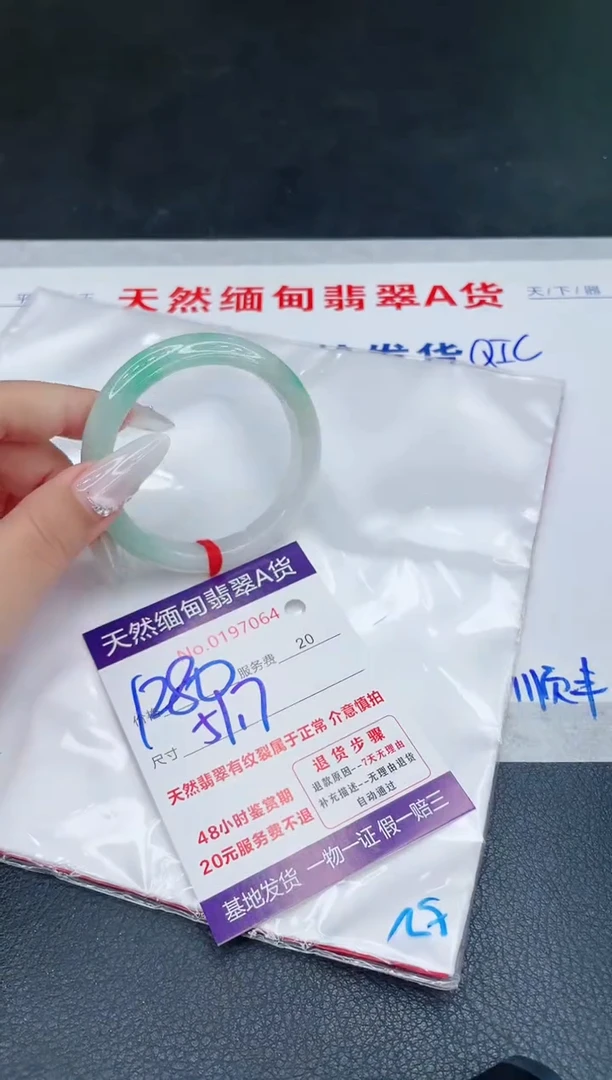 天然缅甸翡翠A货
天/下/翡
发货 QIC
天然缅甸翡翠A货
No.0197064
1280 服务费 20
尺寸
天然翡翠有纹裂属于正常 介意慎拍
退货步骤
退款原因--7天无理由
补充描述--无理由退货
自动通过
48小时鉴赏期
20元服务费不退
基地发货 一物一证 假一赔三
顺丰